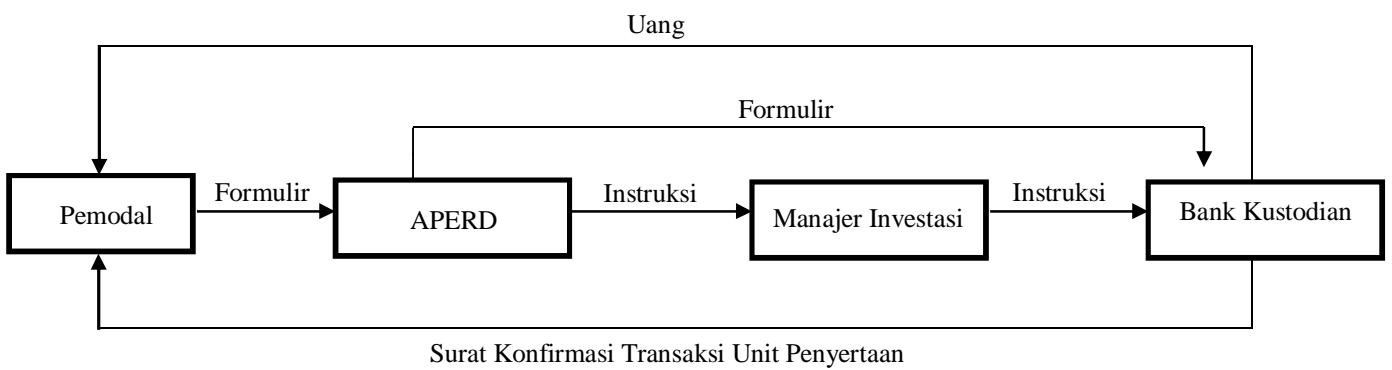 Uang
Formulir
Pemodal
Formulir
APERD
Instruksi
Manajer Investasi
Instruksi
Bank Kustodian
Surat Konfirmasi Transaksi Unit Penyertaan